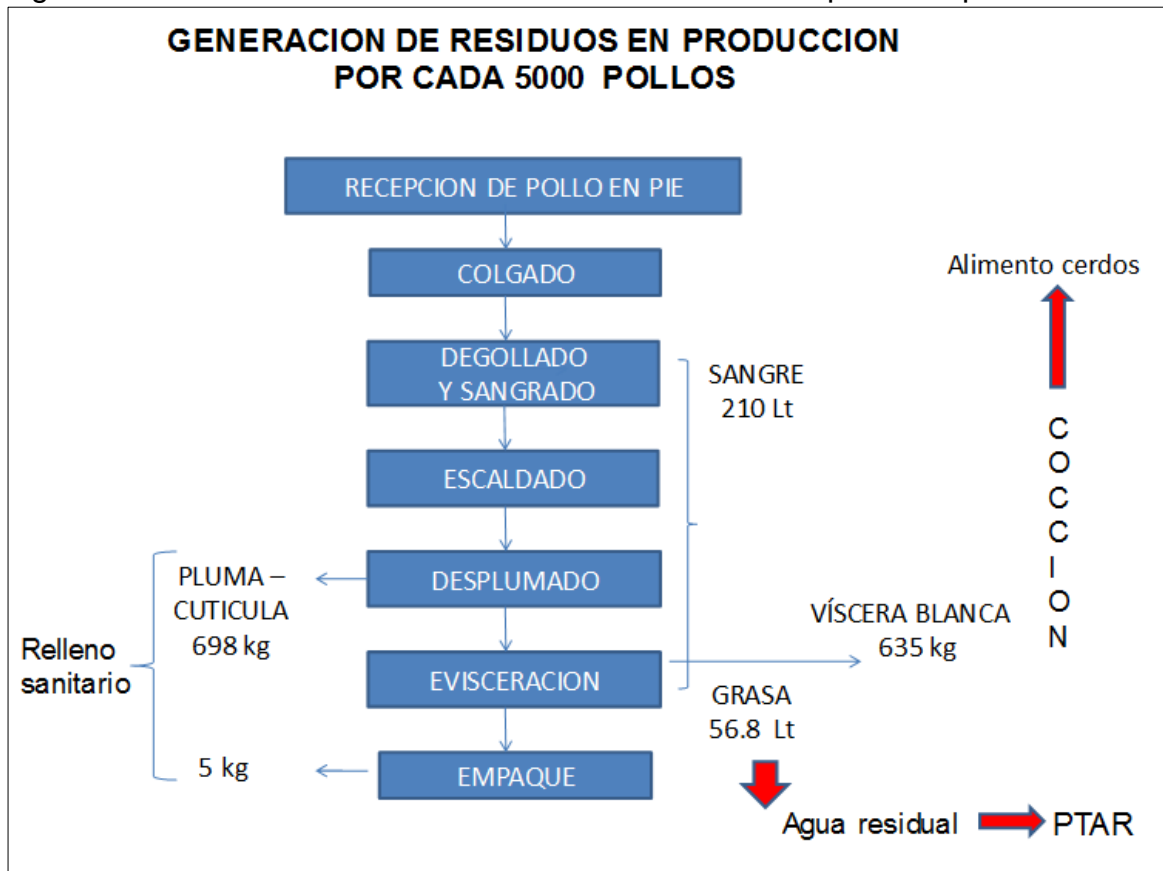 GENERACION DE RESIDUOS EN PRODUCCION
POR CADA 5000 POLLOS
RECEPCION DE POLLO EN PIE
COLGADO
Alimento cerdos
DEGOLLADO
Y SANGRADO
SANGRE
210 Lt
C
O
C
C
I
O
N
ESCALDADO
PLUMA –
CUTICULA
698 kg
DESPLUMADO
VÍSCERA BLANCA
635 kg
Relleno
sanitario
EVISCERACION
GRASA
56.8 Lt
5 kg
EMPAQUE
Agua residual
PTAR